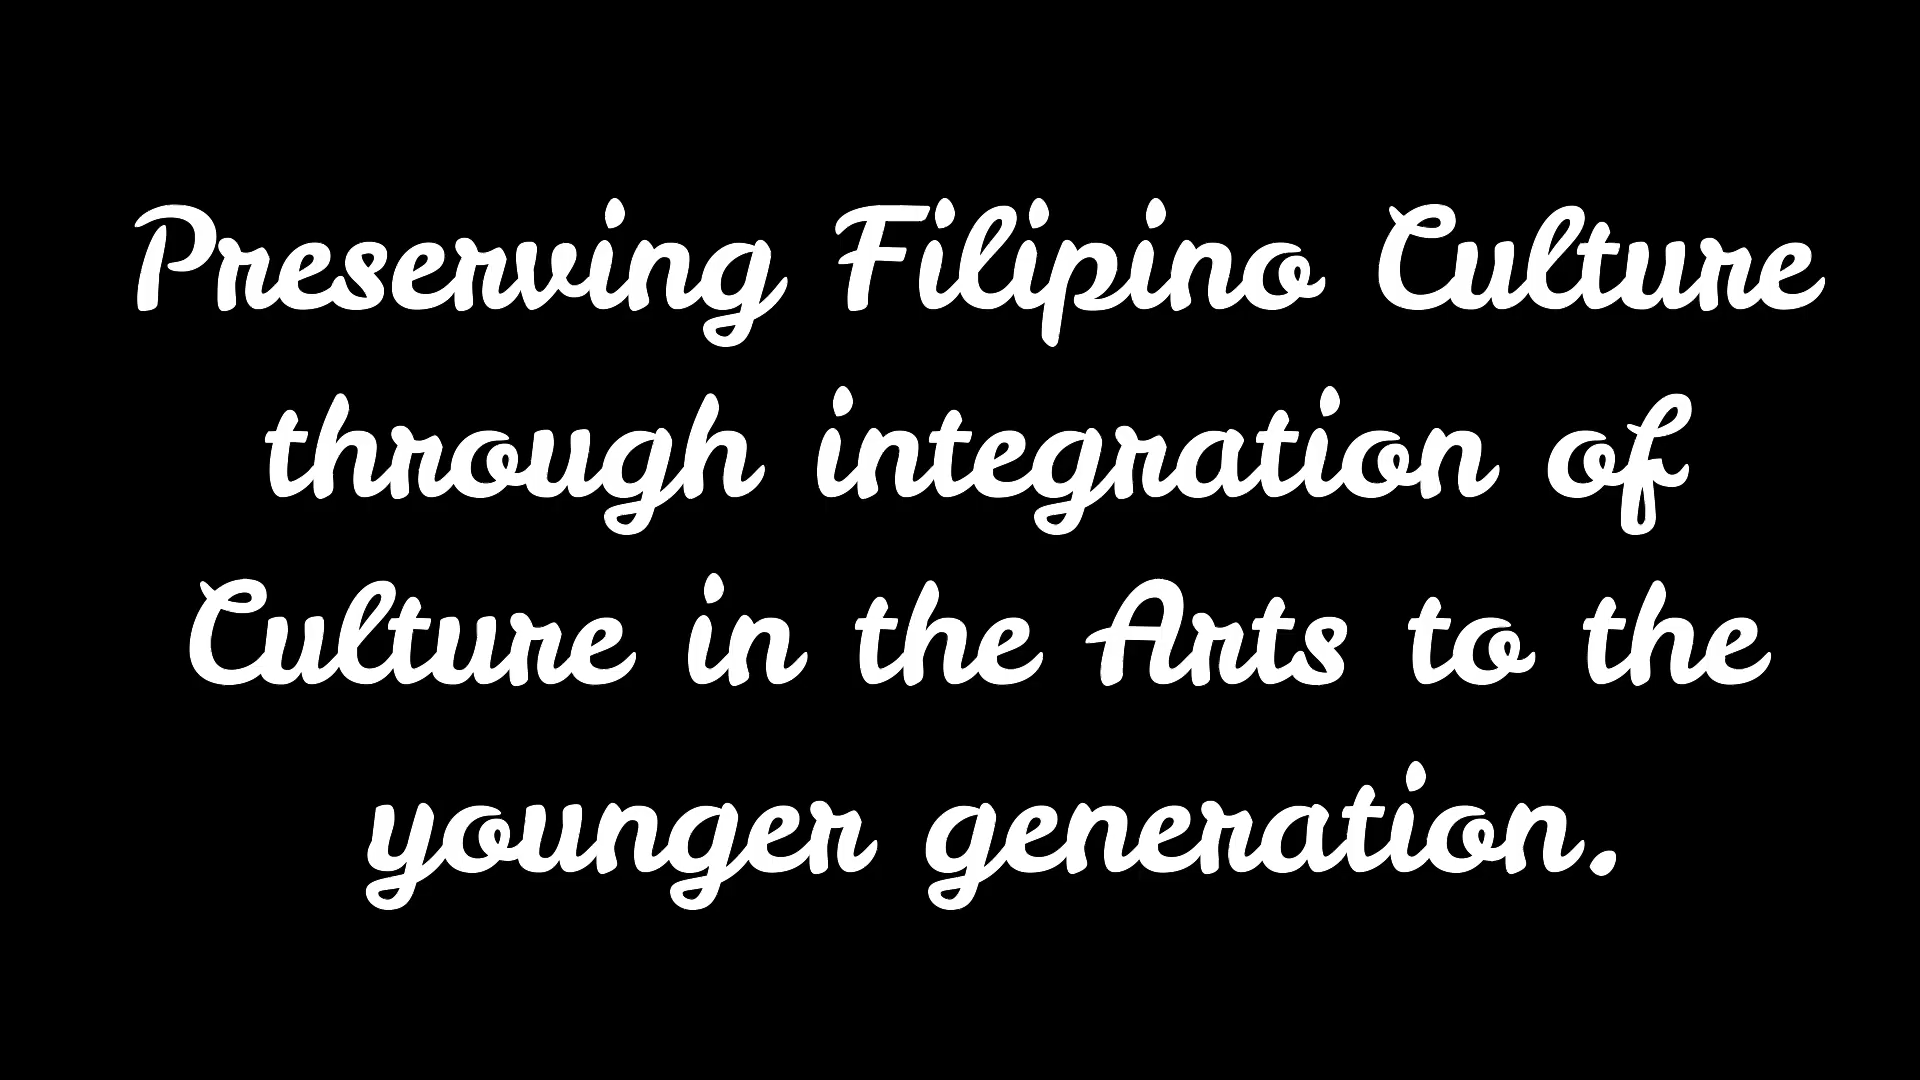 Preserving Filipino Culture
through integration of
Culture in the Arts to the
younger generation.